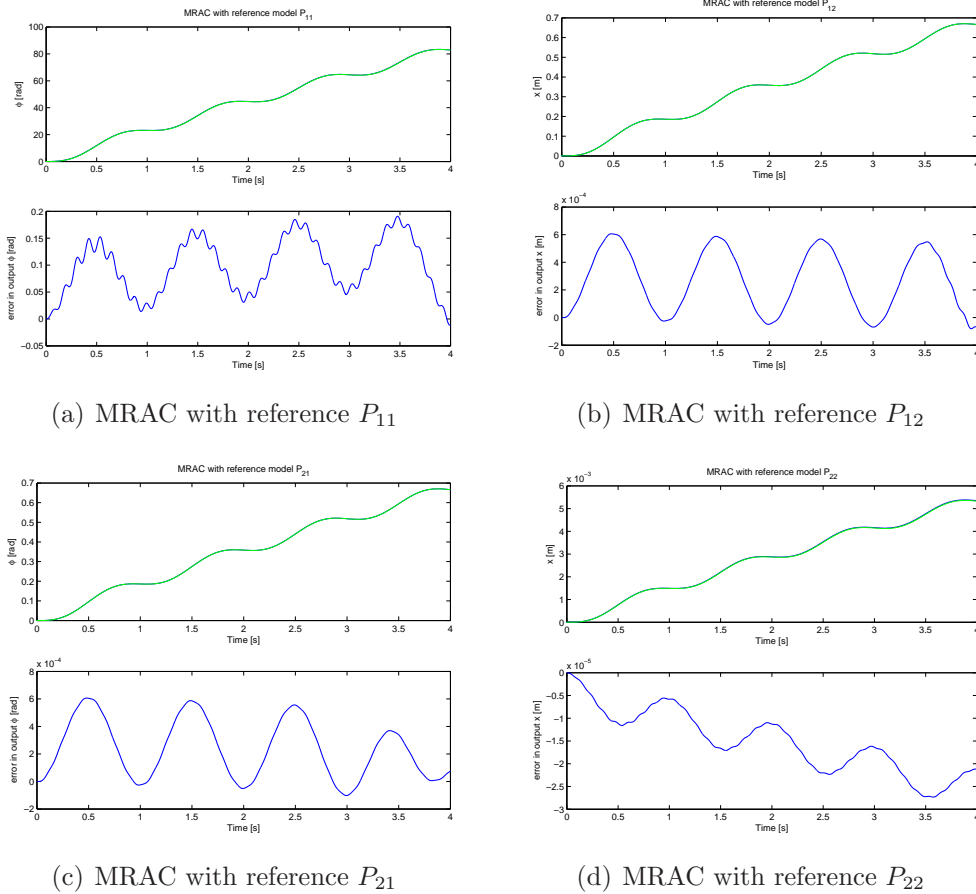 MRAC with reference model P11
100
80
60
40
20
0
φ [rad]
0 0.5 1 1.5 2 2.5 3 3.5 4
Time [s]
0.2
0.15
0.1
0.05
0
−0.05
error in output φ [rad]
0 0.5 1 1.5 2 2.5 3 3.5 4
Time [s]
(a) MRAC with reference P11
MRAC with reference model P12
0.7
0.6
0.5
0.4
0.3
0.2
0.1
0
x [m]
0 0.5 1 1.5 2 2.5 3 3.5 4
Time [s]
x 10−4
8
6
4
2
0
−2
error in output x [m]
0 0.5 1 1.5 2 2.5 3 3.5 4
Time [s]
(b) MRAC with reference P12
MRAC with reference model P21
0.7
0.6
0.5
0.4
0.3
0.2
0.1
0
φ [rad]
0 0.5 1 1.5 2 2.5 3 3.5 4
Time [s]
x 10−4
8
6
4
2
0
−2
error in output φ [rad]
0 0.5 1 1.5 2 2.5 3 3.5 4
Time [s]
(c) MRAC with reference P21
MRAC with reference model P22
x 10−3
6
5
4
3
2
1
0
x [m]
0 0.5 1 1.5 2 2.5 3 3.5 4
Time [s]
x 10−5
0
−0.5
−1
−1.5
−2
−2.5
−3
error in output x [m]
0 0.5 1 1.5 2 2.5 3 3.5 4
Time [s]
(d) MRAC with reference P22